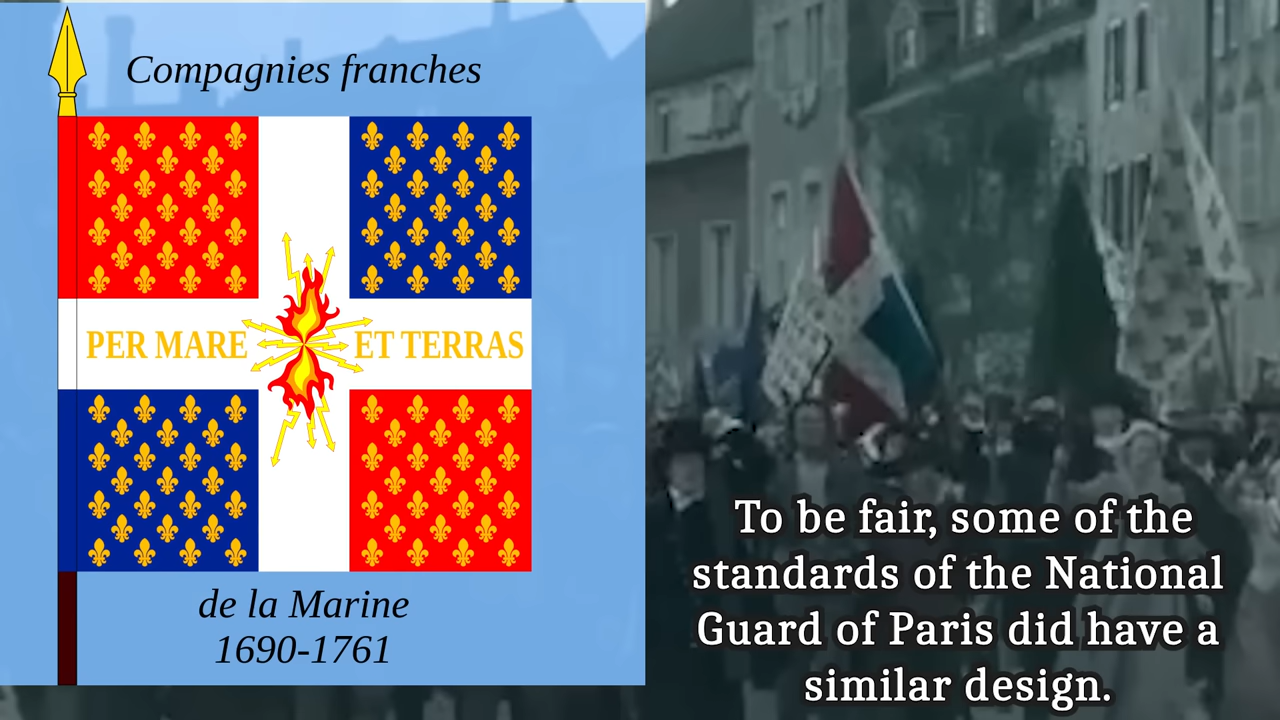 Compagnies franches
PER MARE ET TERRAS
de la Marine
1690-1761
To be fair, some of the
standards of the National
Guard of Paris did have a
similar design.